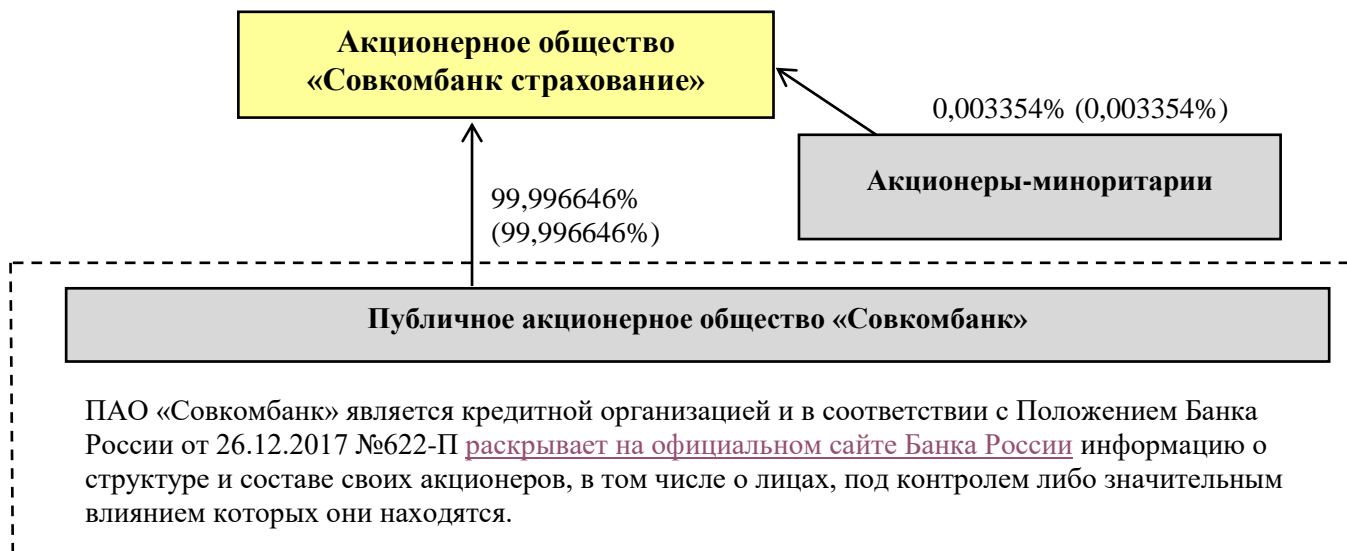 Акционерное общество
«Совкомбанк страхование»
0,003354% (0,003354%)
Акционеры-миноритарии
99,996646%
(99,996646%)
Публичное акционерное общество «Совкомбанк»
ПАО «Совкомбанк» является кредитной организацией и в соответствии с Положением Банка
России от 26.12.2017 №622-П раскрывает на официальном сайте Банка России информацию о
структуре и составе своих акционеров, в том числе о лицах, под контролем либо значительным
влиянием которых они находятся.